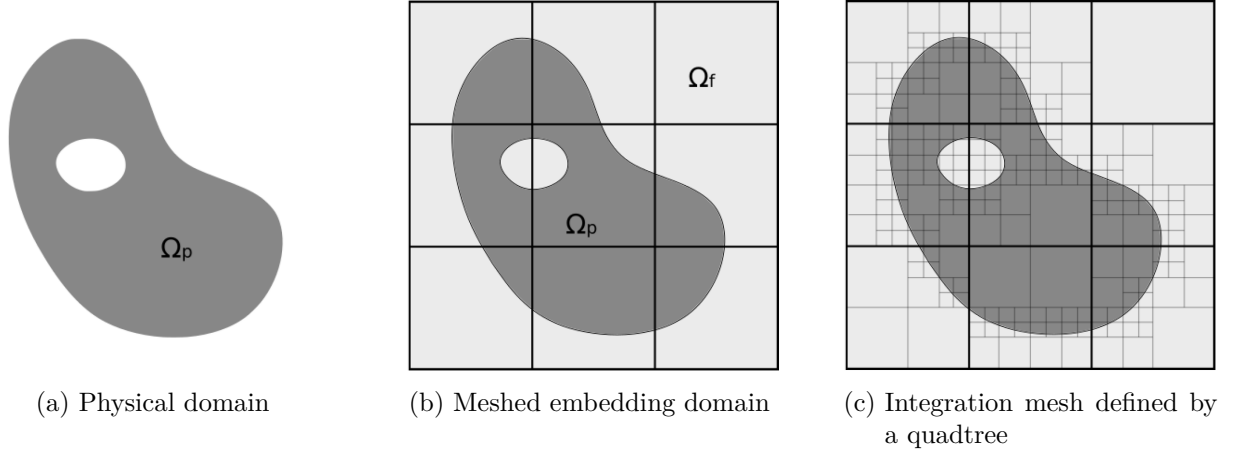 Ωp
Ωf
Ωp
(a) Physical domain
(b) Meshed embedding domain
(c) Integration mesh defined by
a quadtree